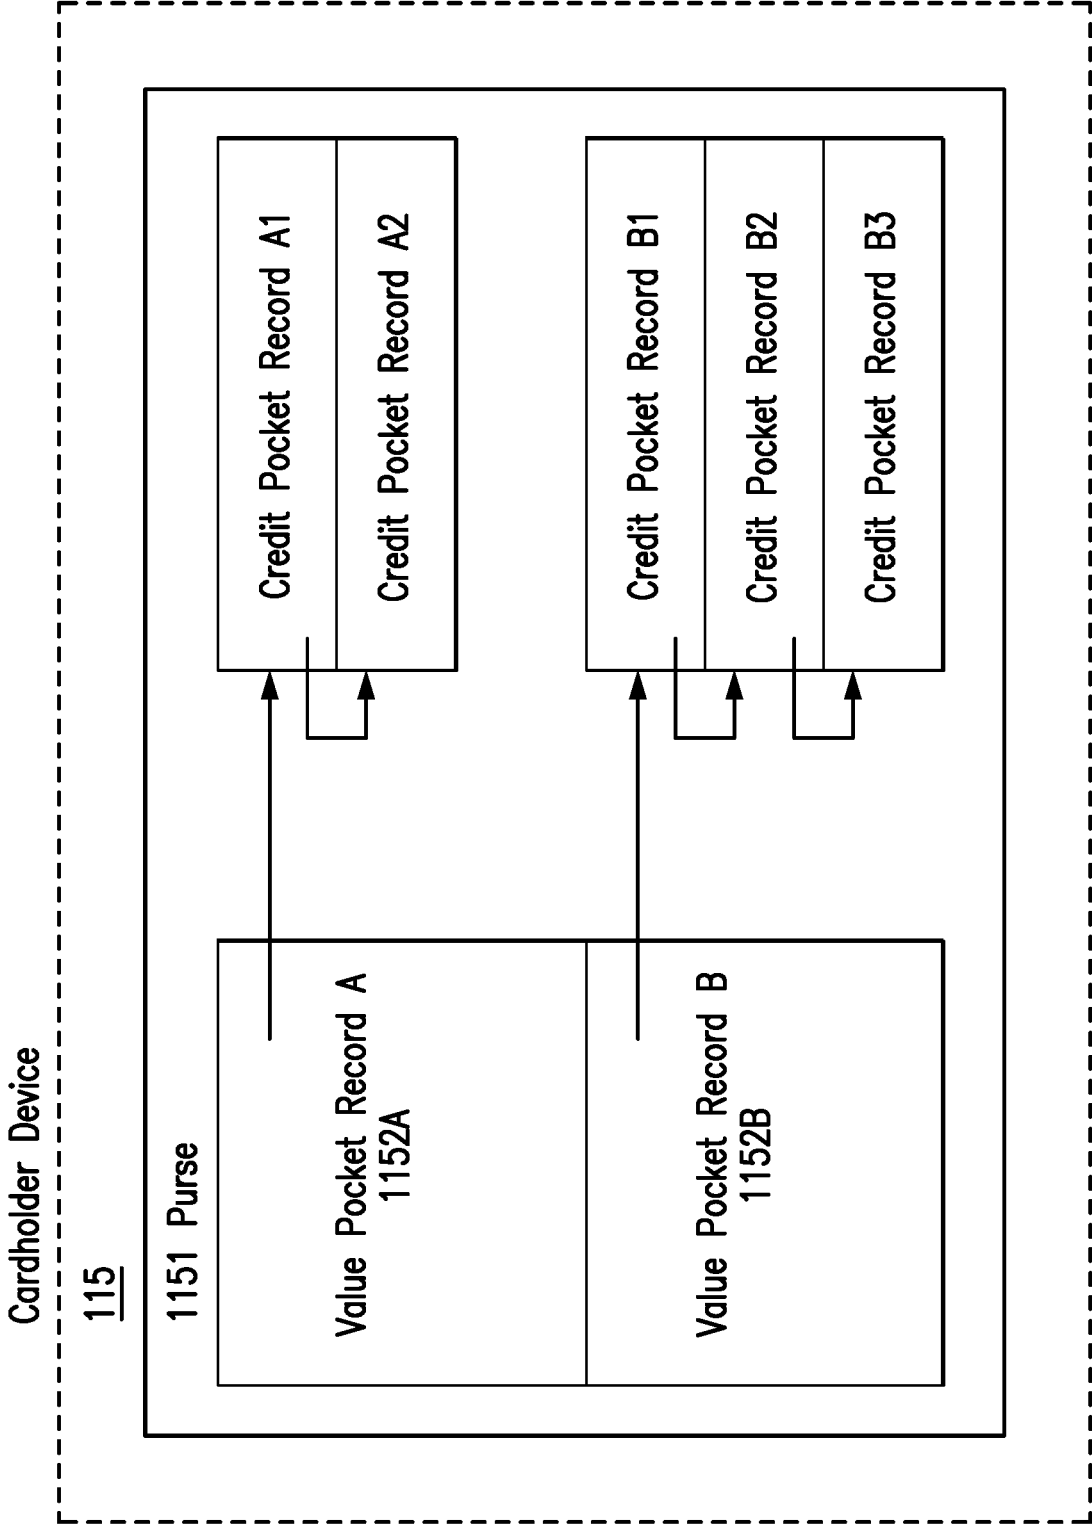 Cardholder Device
115
1151 Purse
Value Pocket Record A
1152A
Credit Pocket Record A1
Credit Pocket Record A2
Value Pocket Record B
1152B
Credit Pocket Record B1
Credit Pocket Record B2
Credit Pocket Record B3